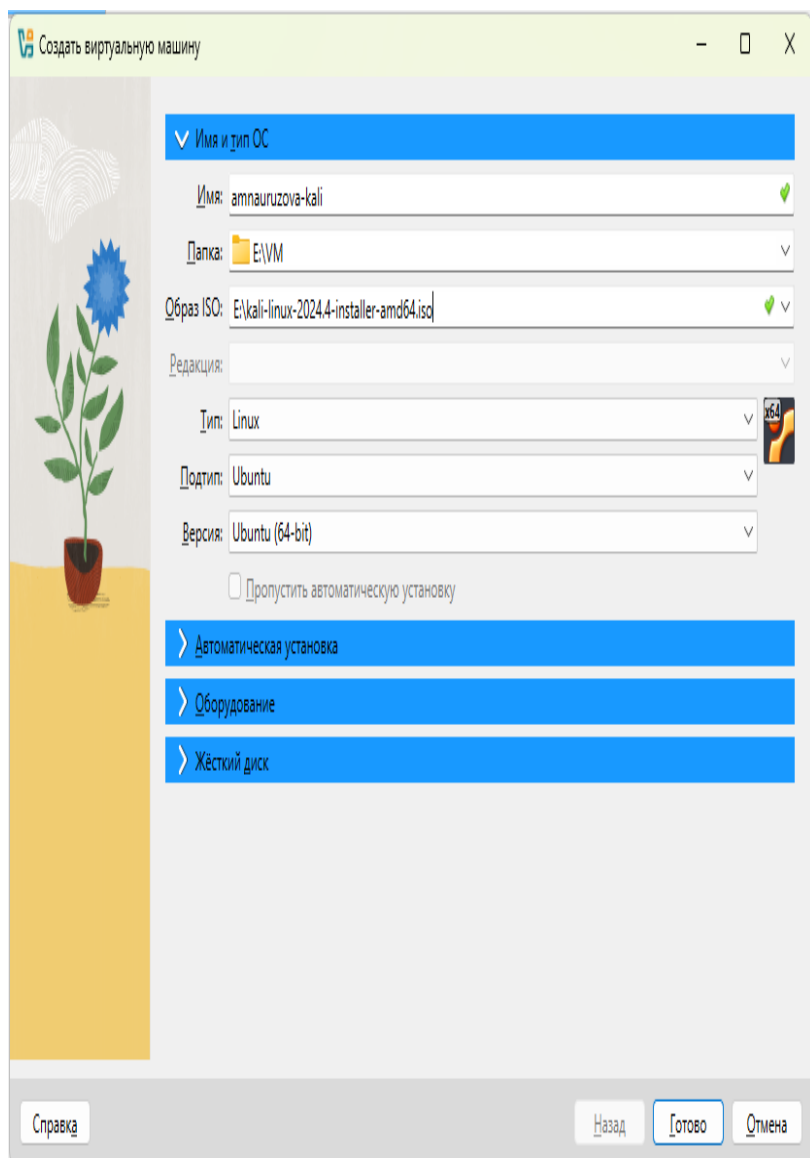 Создать виртуальную машину
Имя и тип ОС
Имя: amnauruzova-kali
Папка: E:\VM
Образ ISO: E:\kali-linux-2024.4-installer-amd64.iso
Редакция:
Тип: Linux
x64
Подтип: Ubuntu
Версия: Ubuntu (64-bit)
Пропустить автоматическую установку
Автоматическая установка
Оборудование
Жёсткий диск
Справка Назад Готово Отмена